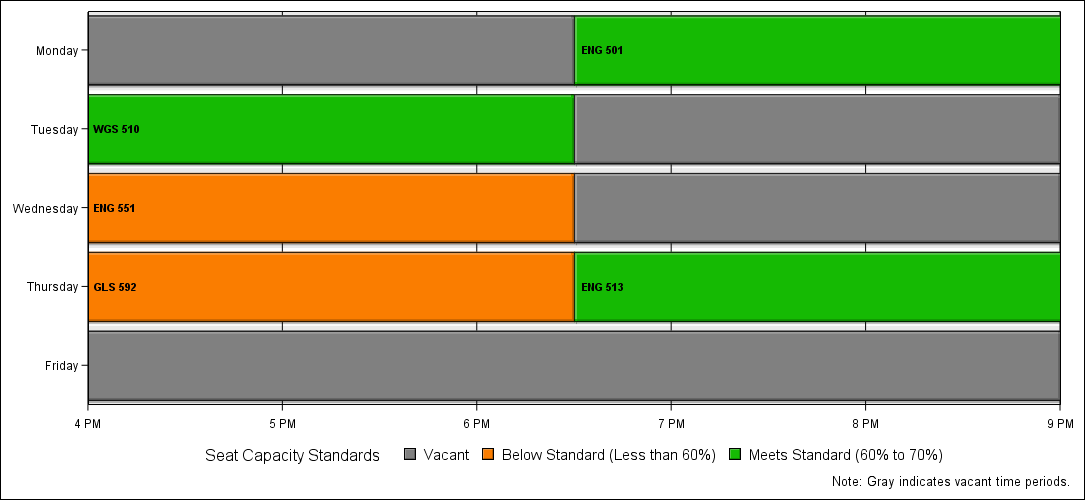 Monday
ENG 501
Tuesday
WGS 510
Wednesday
ENG 551
Thursday
GLS 592 ENG 513
Friday
4 PM 5 PM 6 PM 7 PM 8 PM 9 PM
Seat Capacity Standards Vacant Below Standard (Less than 60%) Meets Standard (60% to 70%)
Note: Gray indicates vacant time periods.